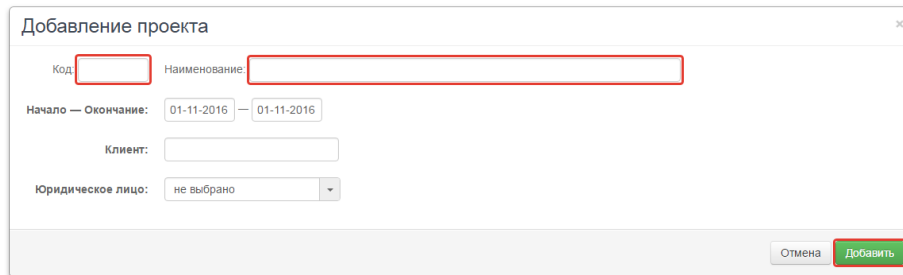 Добавление проекта ×
Код: Наименование:
Начало — Окончание: 01-11-2016 — 01-11-2016
Клиент:
Юридическое лицо: не выбрано
Отмена Добавить